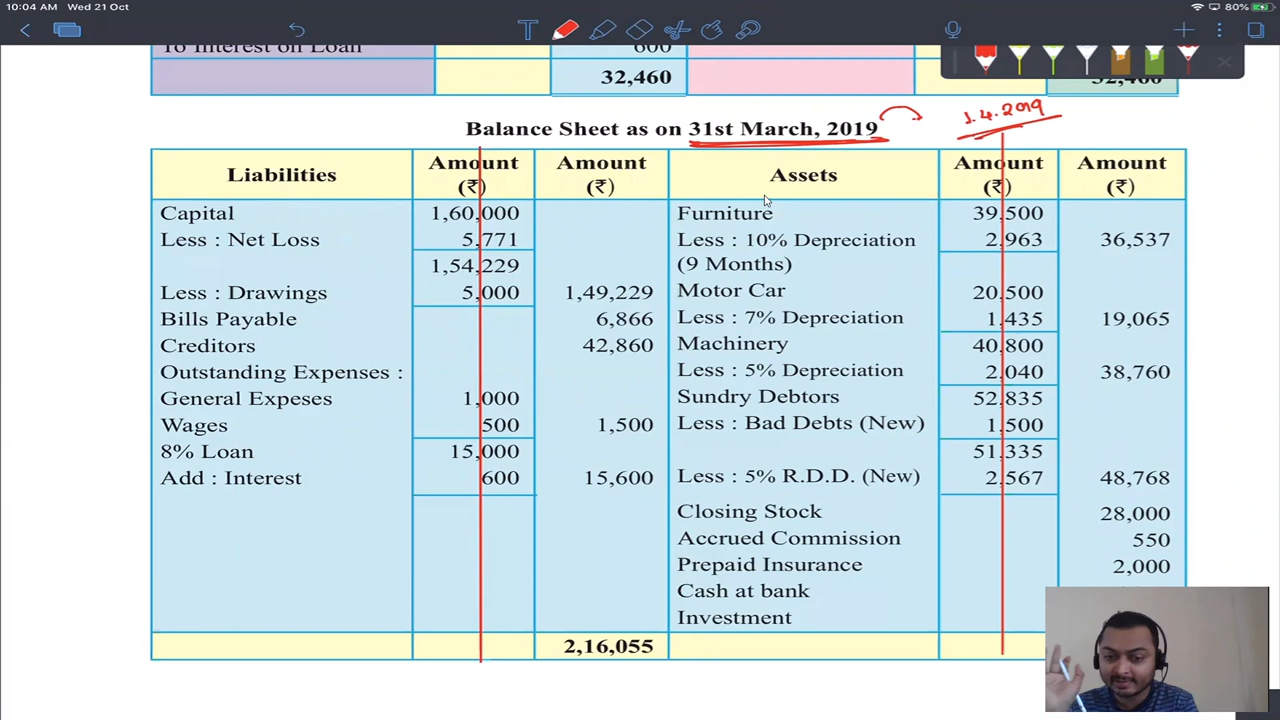 10:04 AM Wed 21 Oct
80%
To Interest on Loan 600
32,460 32,460
1.4.2019
Balance Sheet as on 31st March, 2019
Liabilities Amount (₹) Amount (₹) Assets Amount (₹) Amount (₹)
Capital 1,60,000 Furniture 39,500
Less : Net Loss 5,771 Less : 10% Depreciation 2,963 36,537
1,54,229 (9 Months)
Less : Drawings 5,000 1,49,229 Motor Car 20,500
Bills Payable 6,866 Less : 7% Depreciation 1,435 19,065
Creditors 42,860 Machinery 40,800
Outstanding Expenses : Less : 5% Depreciation 2,040 38,760
General Expeses 1,000 Sundry Debtors 52,835
Wages 500 1,500 Less : Bad Debts (New) 1,500
8% Loan 15,000 51,335
Add : Interest 600 15,600 Less : 5% R.D.D. (New) 2,567 48,768
Closing Stock 28,000
Accrued Commission 550
Prepaid Insurance 2,000
Cash at bank
Investment
2,16,055